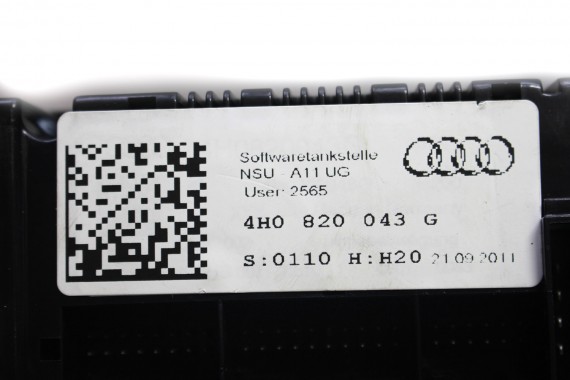 Softwaretankstelle
NSU - A11 UG
User: 2565
4H0 820 043 G
S:0110 H:H20 21.09.2011